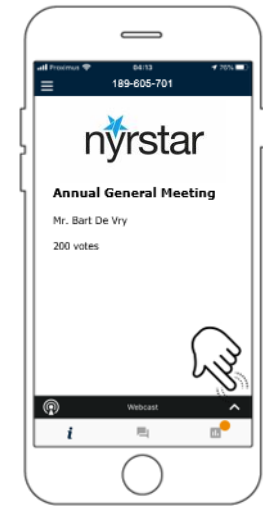 Proximus 04:13 70%
189-605-701
nyrstar
Annual General Meeting
Mr. Bart De Vry
200 votes
Webcast
i